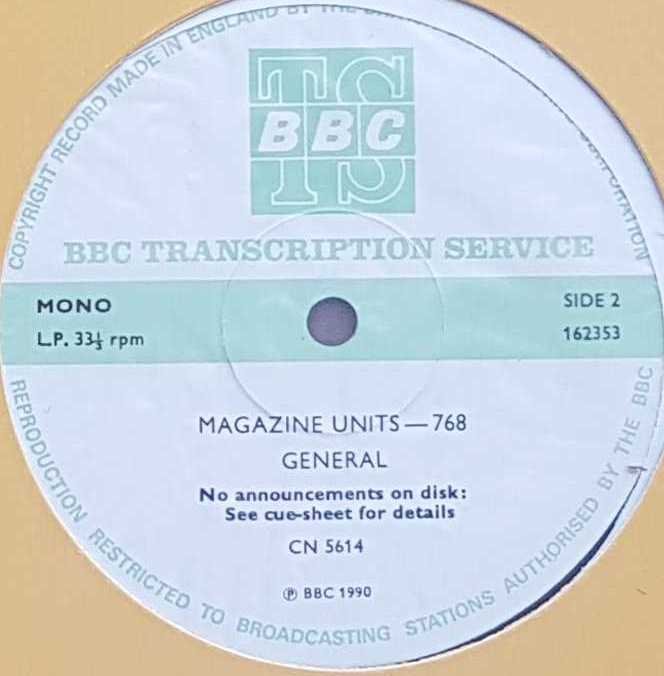 COPYRIGHT RECORD MADE IN ENGLAND BY THE
CORPORATION
TS
BBC
BBC TRANSCRIPTION SERVICE
MONO
SIDE 2
L.P. 33⅓ rpm
162353
MAGAZINE UNITS—768
GENERAL
No announcements on disk:
See cue-sheet for details
CN 5614
℗ BBC 1990
REPRODUCTION RESTRICTED TO BROADCASTING STATIONS AUTHORISED BY THE BBC